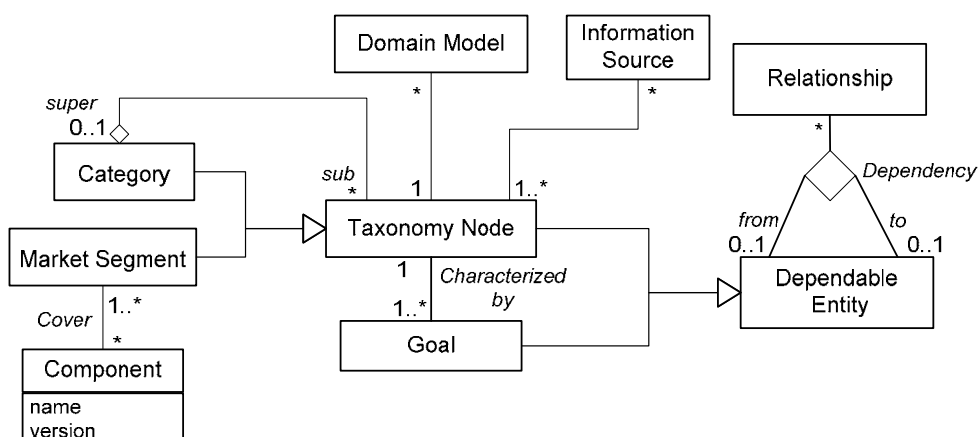 Domain Model
Information
Source
Relationship
super
0..1
*
*
*
Category
sub
*
1
1..*
Dependency
Taxonomy Node
from
to
0..1
0..1
Market Segment
1
Characterized
by
1..*
Dependable
Entity
1..*
Cover
*
Goal
Component
name
version